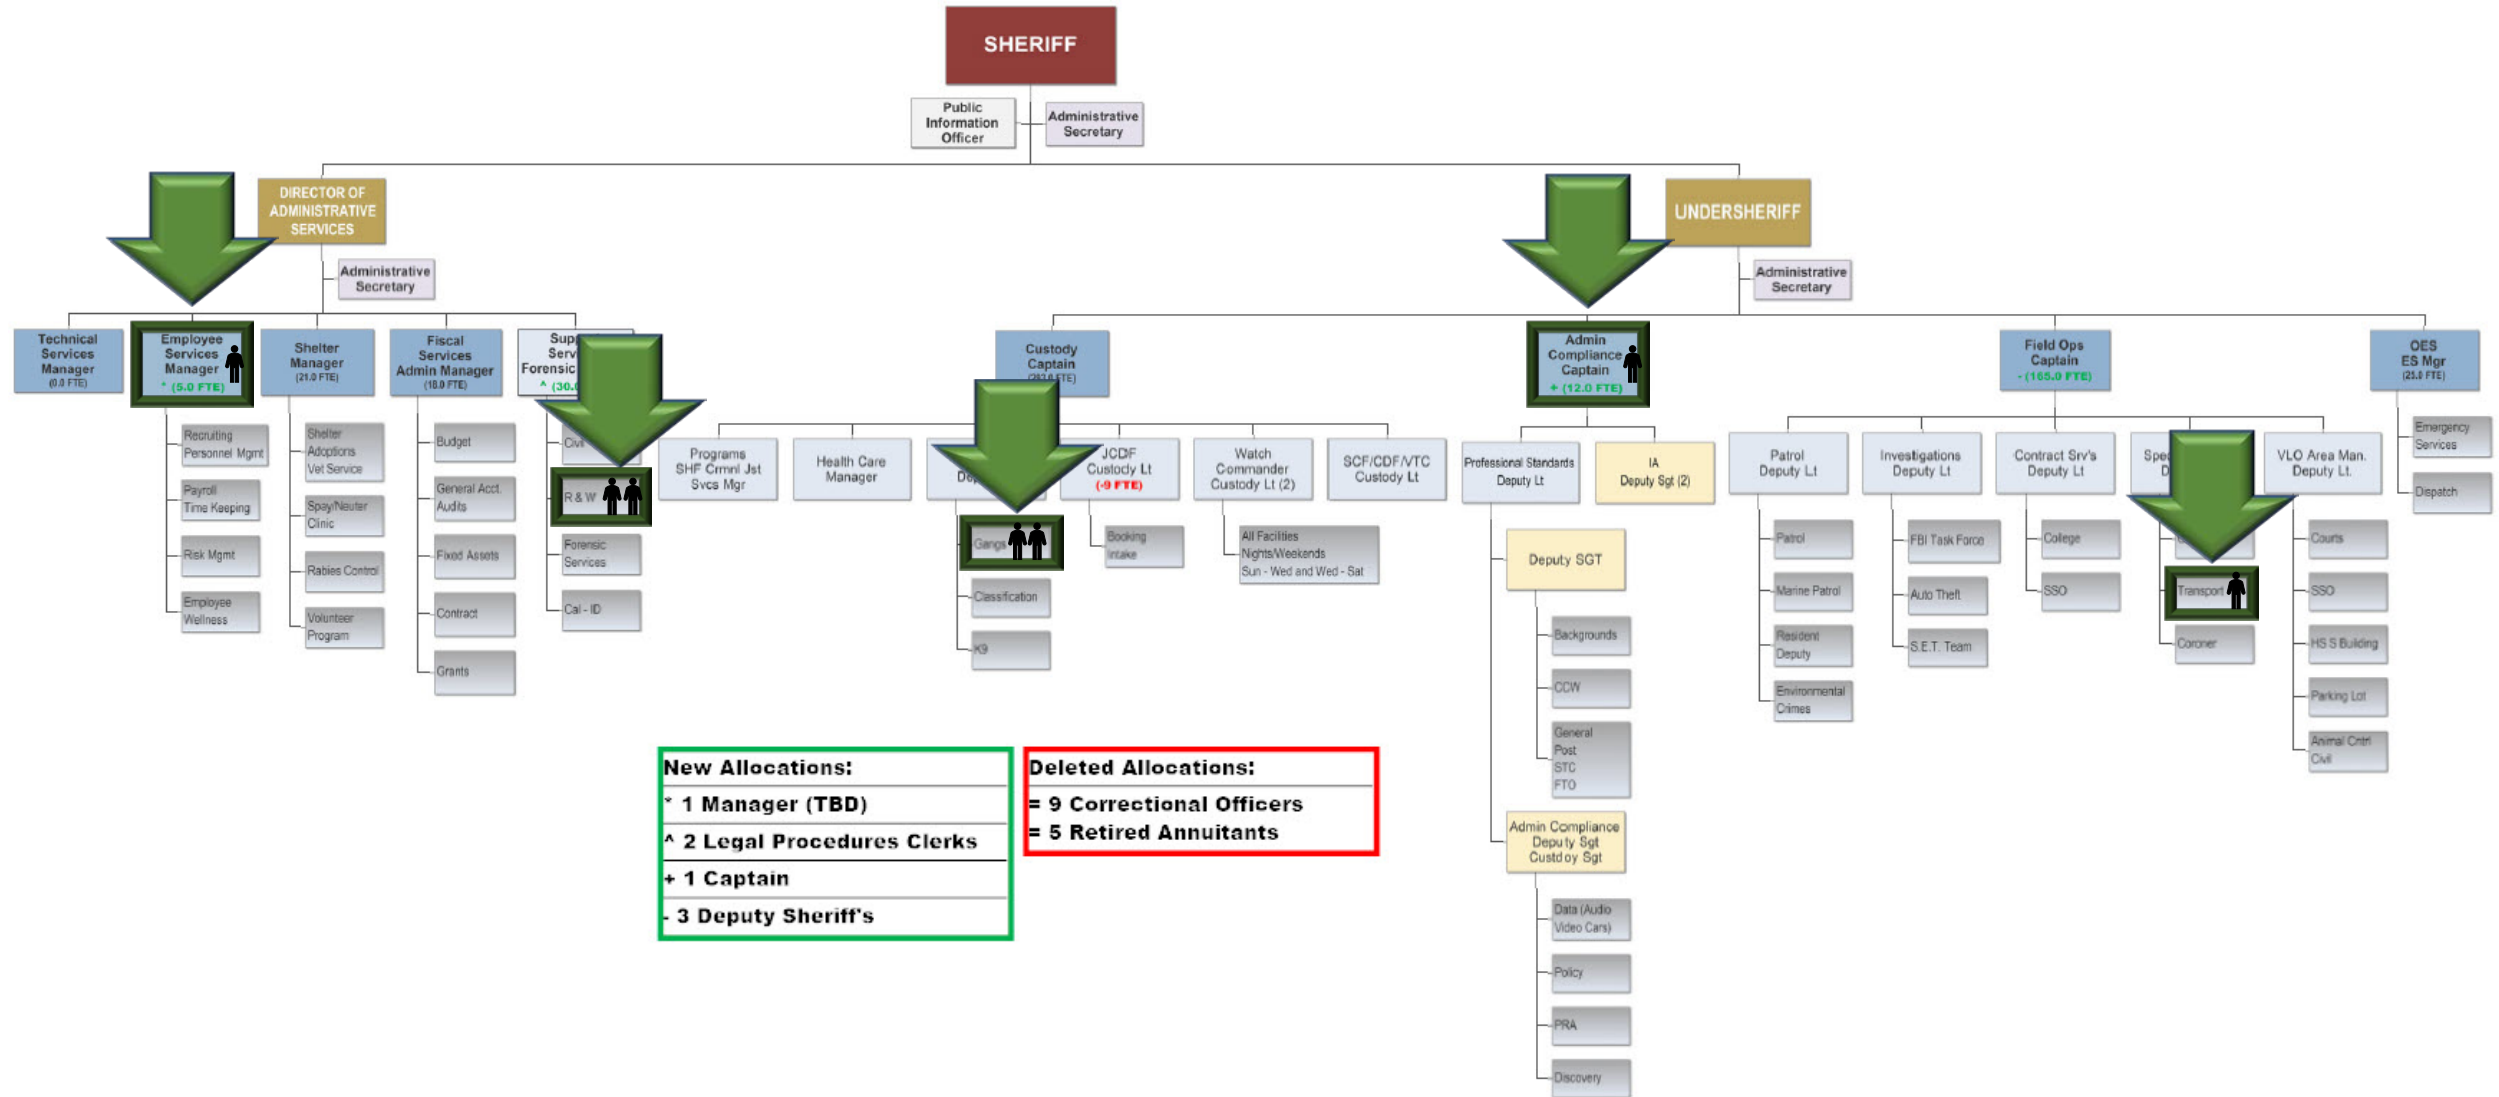 SHERIFF
Public
Information
Officer
Administrative
Secretary
DIRECTOR OF
ADMINISTRATIVE
SERVICES
Administrative
Secretary
UNDERSHERIFF
Administrative
Secretary
Technical
Services
Manager
(0.0 FTE)
Employee
Services
Manager
* (5.0 FTE)
Recruiting
Personnel Mgmt
Payroll
Time Keeping
Risk Mgmt
Employee
Wellness
Shelter
Manager
(21.0 FTE)
Shelter
Adoptions
Vet Service
Spay/Neuter
Clinic
Rabies Control
Volunteer
Program
Fiscal
Services
Admin Manager
(18.0 FTE)
Budget
General Acct.
Audits
Fixed Assets
Contract
Grants
Forensic
^ (30.
R & W
Forensic
Services
Cal - ID
Custody
Captain
Programs
SHF Crmnl Jst
Svcs Mgr
Health Care
Manager
Gangs
Classification
K9
JCDF
Custody Lt
(-9 FTE)
Booking
Intake
Watch
Commander
Custody Lt (2)
All Facilities
Nights/Weekends
Sun - Wed and Wed - Sat
SCF/CDF/VTC
Custody Lt
Admin
Compliance
Captain
+ (12.0 FTE)
Professional Standards
Deputy Lt
IA
Deputy Sgt (2)
Deputy SGT
Backgrounds
CCW
General
Post
STC
FTO
Admin Compliance
Deputy Sgt
Custdoy Sgt
Data (Audio
Video Cars)
Policy
PRA
Discovery
Field Ops
Captain
- (165.0 FTE)
Patrol
Deputy Lt
Patrol
Marine Patrol
Resident
Deputy
Environmental
Crimes
Investigations
Deputy Lt
FBI Task Force
Auto Theft
S.E.T. Team
Contract Srv's
Deputy Lt
College
SSO
Transport
Coroner
VLO Area Man.
Deputy Lt.
Courts
SSO
HS S Building
Parking Lot
Animal Cntrl
Civil
OES
ES Mgr
(25.0 FTE)
Emergency
Services
Dispatch
New Allocations:
* 1 Manager (TBD)
^ 2 Legal Procedures Clerks
+ 1 Captain
- 3 Deputy Sheriff's
Deleted Allocations:
= 9 Correctional Officers
= 5 Retired Annuitants